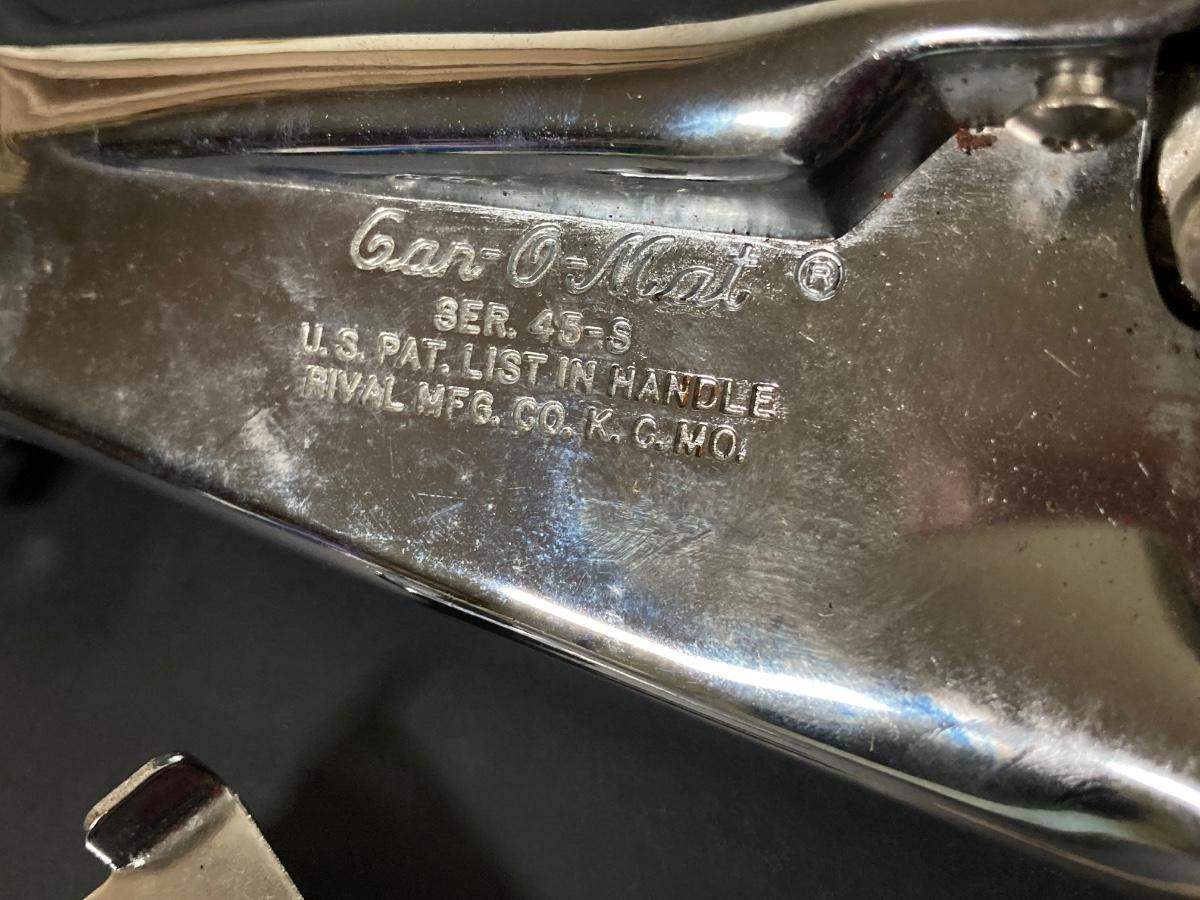 Can-O-Mat ®
SER. 45-S
U.S. PAT. LIST IN HANDLE
RIVAL MFG. CO. K. C. MO.